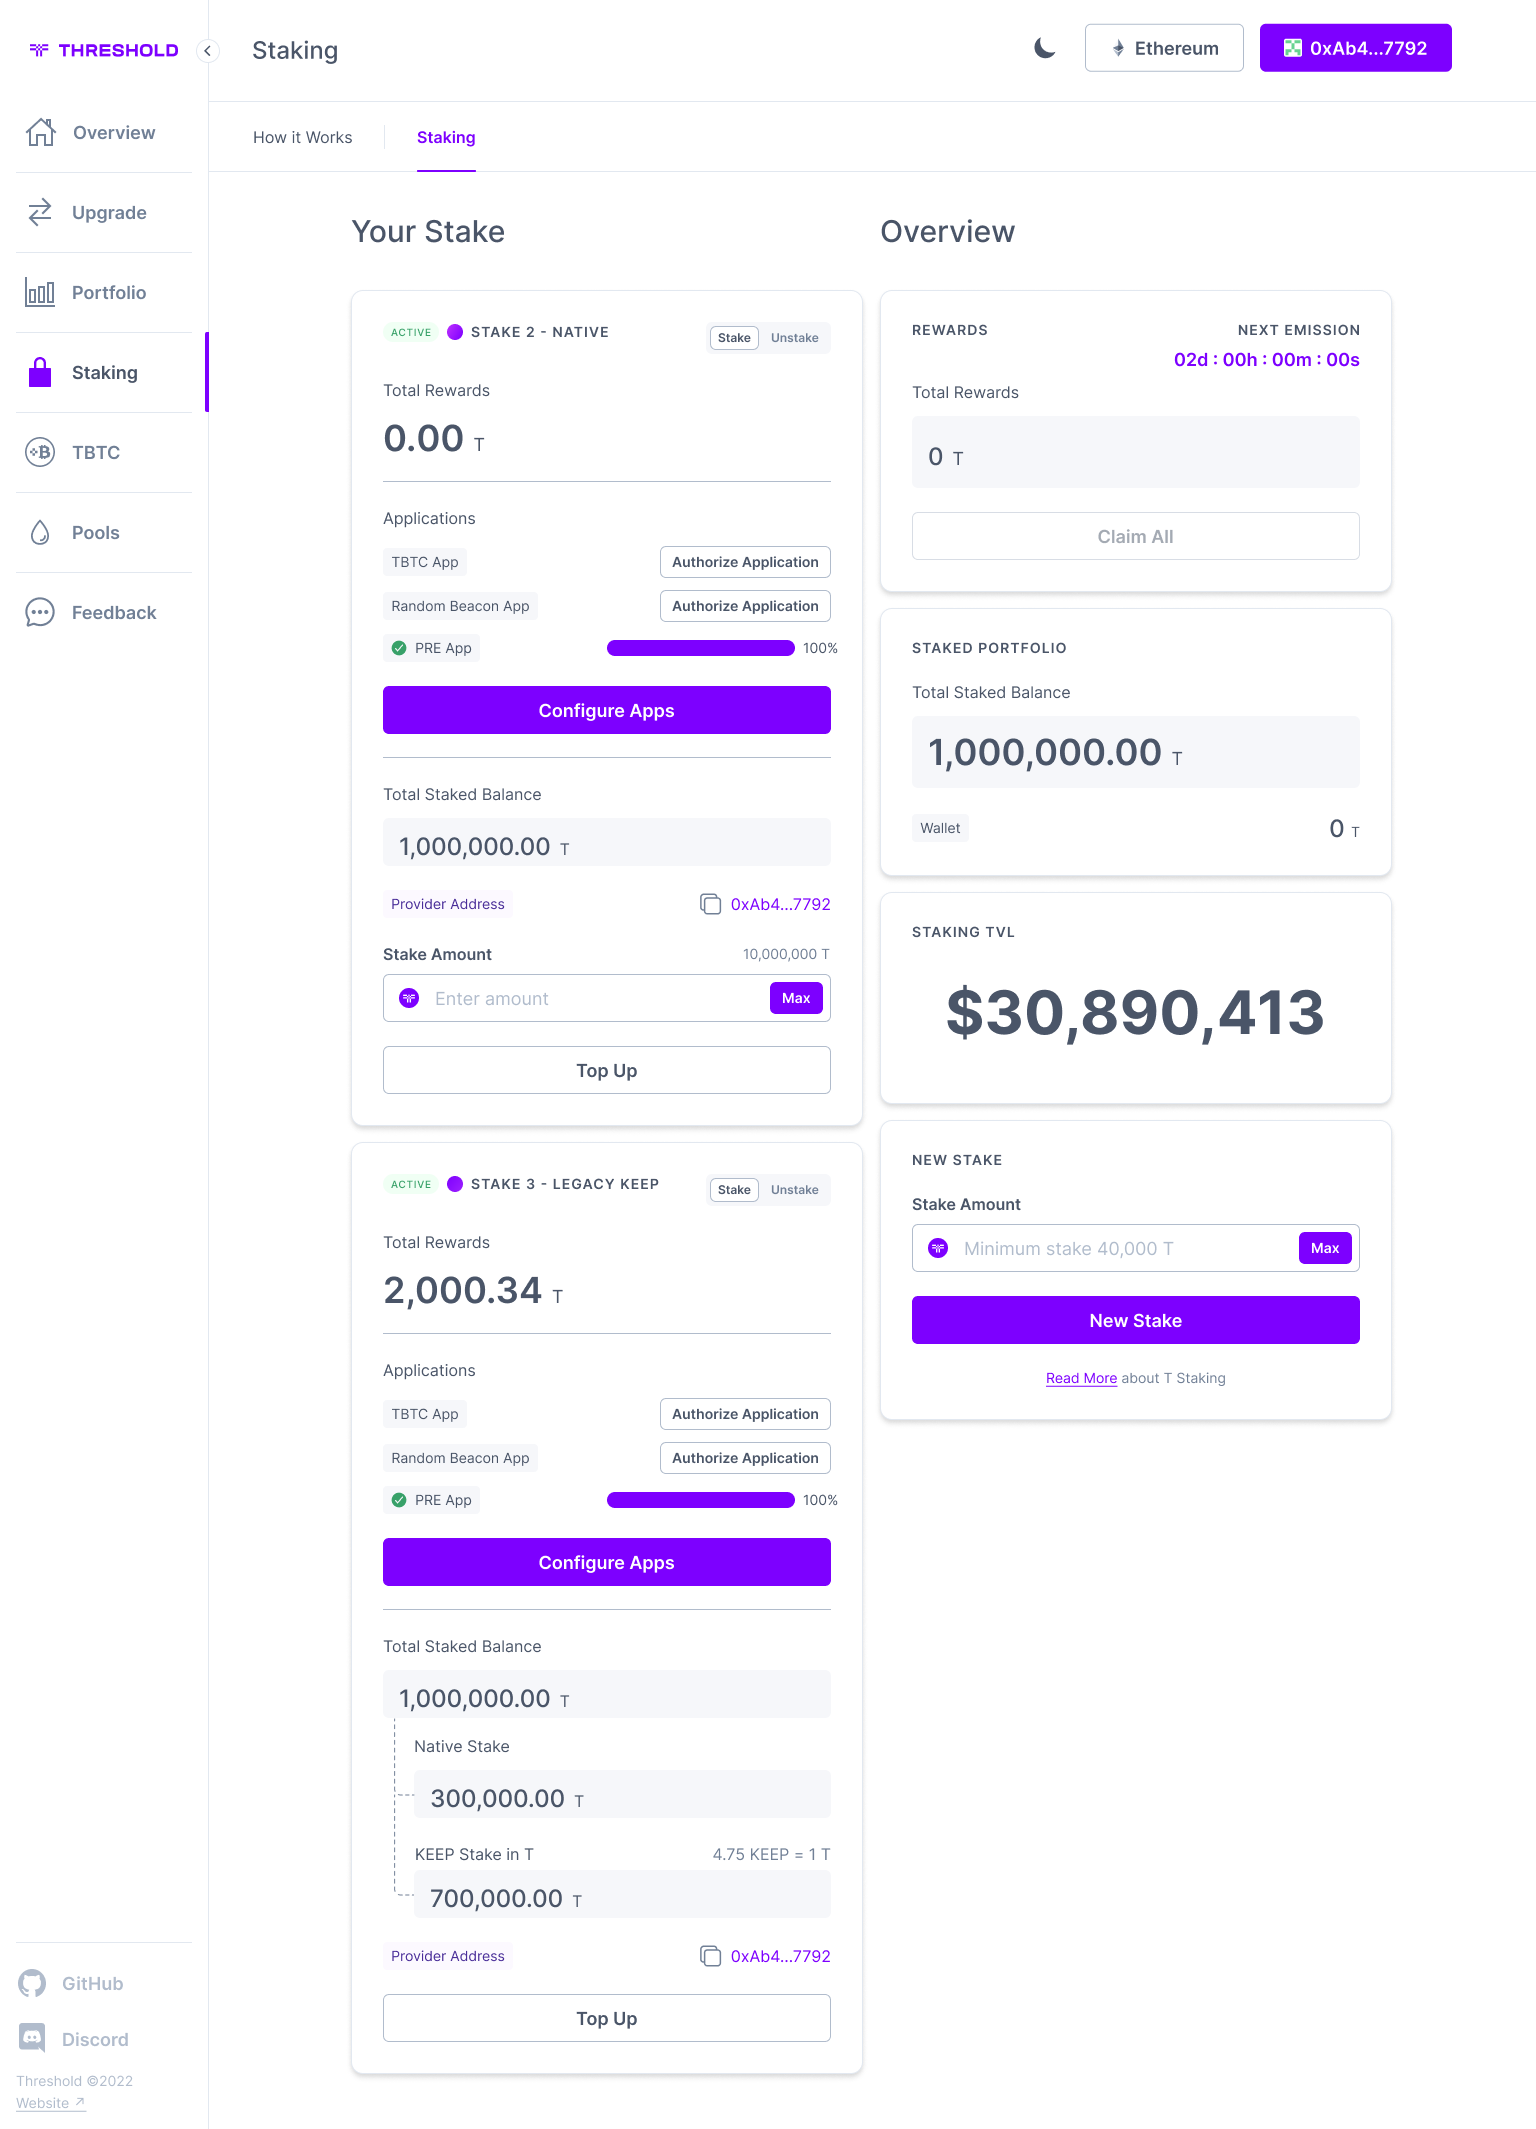 THRESHOLD
Overview
Upgrade
Portfolio
Staking
TBTC
Pools
Feedback
GitHub
Discord
Threshold ©2022
Website ↗
Staking
Ethereum
0xAb4...7792
How it Works
Staking
Your Stake
ACTIVE STAKE 2 - NATIVE
Stake Unstake
Total Rewards
0.00 T
Applications
TBTC App Authorize Application
Random Beacon App Authorize Application
PRE App 100%
Configure Apps
Total Staked Balance
1,000,000.00 T
Provider Address 0xAb4...7792
Stake Amount 10,000,000 T
Enter amount Max
Top Up
ACTIVE STAKE 3 - LEGACY KEEP
Stake Unstake
Total Rewards
2,000.34 T
Applications
TBTC App Authorize Application
Random Beacon App Authorize Application
PRE App 100%
Configure Apps
Total Staked Balance
1,000,000.00 T
Native Stake
300,000.00 T
KEEP Stake in T 4.75 KEEP = 1 T
700,000.00 T
Provider Address 0xAb4...7792
Top Up
Overview
REWARDS NEXT EMISSION
02d : 00h : 00m : 00s
Total Rewards
0 T
Claim All
STAKED PORTFOLIO
Total Staked Balance
1,000,000.00 T
Wallet 0 T
STAKING TVL
$30,890,413
NEW STAKE
Stake Amount
Minimum stake 40,000 T Max
New Stake
Read More about T Staking